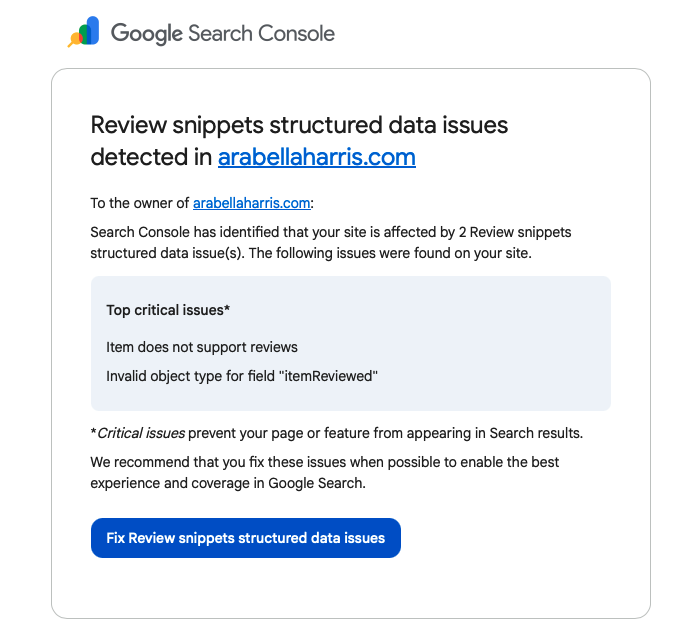 Google Search Console
Review snippets structured data issues
detected in arabellaharris.com
To the owner of arabellaharris.com:
Search Console has identified that your site is affected by 2 Review snippets
structured data issue(s). The following issues were found on your site.
Top critical issues*
Item does not support reviews
Invalid object type for field "itemReviewed"
*Critical issues prevent your page or feature from appearing in Search results.
We recommend that you fix these issues when possible to enable the best
experience and coverage in Google Search.
Fix Review snippets structured data issues